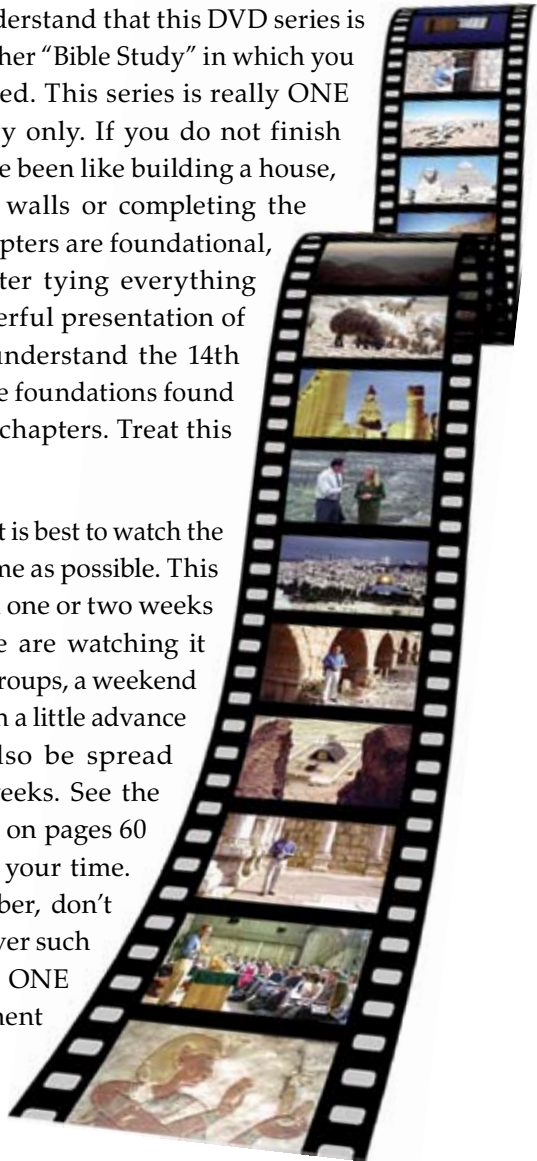 derstand that this DVD series is
ther “Bible Study” in which you
ed. This series is really ONE
y only. If you do not finish
e been like building a house,
walls or completing the
pters are foundational,
ter tying everything
erful presentation of
understand the 14th
e foundations found
chapters. Treat this
t is best to watch the
me as possible. This
one or two weeks
e are watching it
roups, a weekend
h a little advance
lso be spread
eeks. See the
on pages 60
your time.
ber, don’t
ver such
ONE
ment